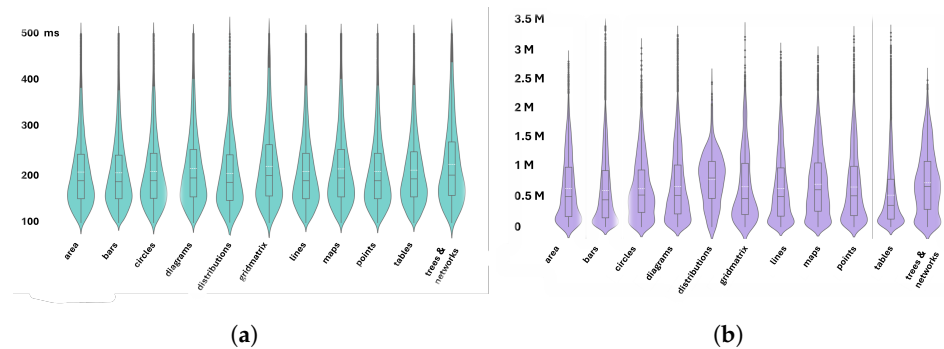 500 ms
400
300
200
100
area
bars
circles
diagrams
distributions
gridmatrix
lines
maps
points
tables
trees &
networks
(a)
3.5 M
3 M
2.5 M
2 M
1.5 M
1 M
0.5 M
0
area
bars
circles
diagrams
distributions
gridmatrix
lines
maps
points
tables
trees &
networks
(b)